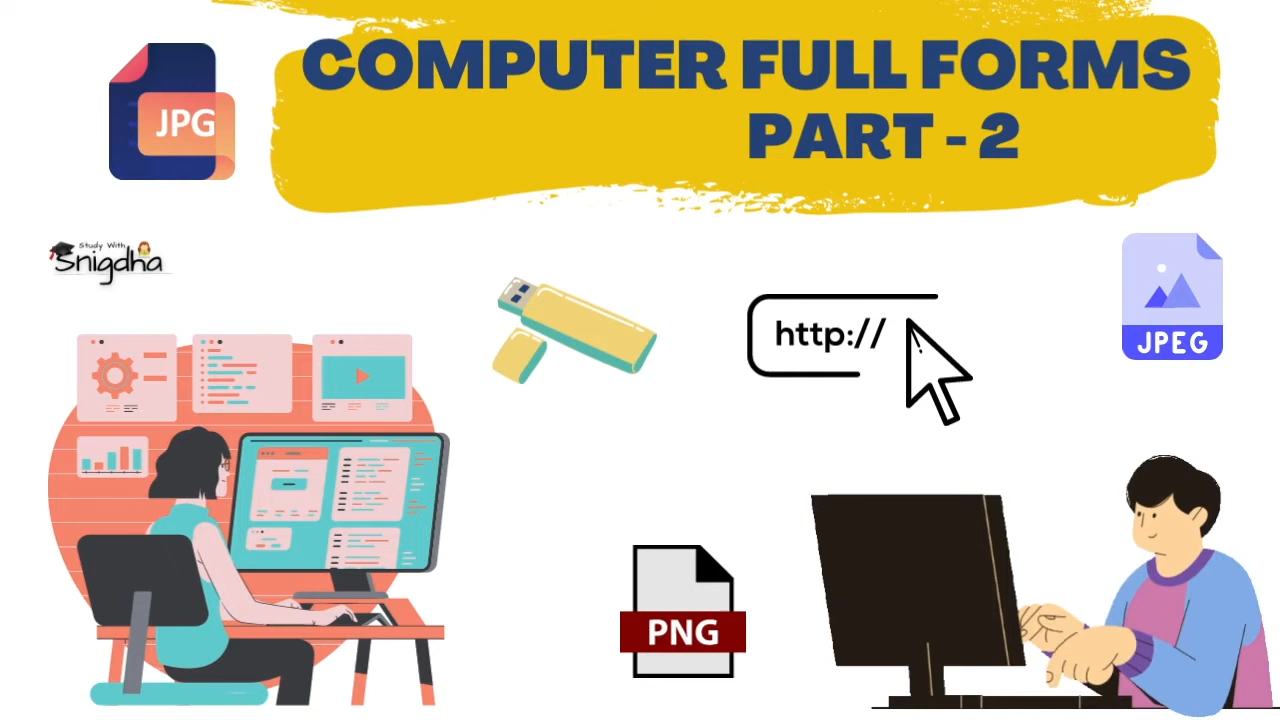 COMPUTER FULL FORMS
PART - 2
JPG
Study With
Snigdha
http://
JPEG
PNG